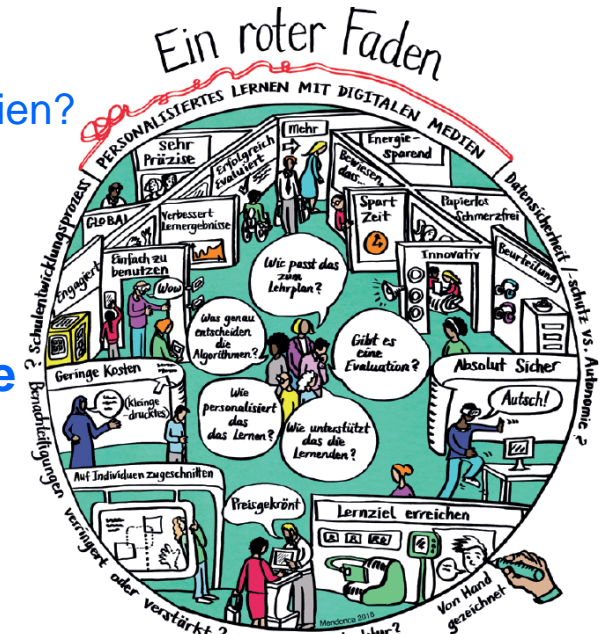 Ein roter Faden
ien?
PERSONALISIERTES LERNEN MIT DIGITALEN MEDIEN
? Schulentwicklungsprozess
Datensicherheit /-schutz vs. Autonomie?
sehr
Präzise
Erfolgreich
Evaluiert
mehr
Bewiesen,
dass...
Energie-
sparend
GLOBAL
Verbessert
Lernergebnisse
Spart
Zeit
Papierlos
Schmerzfrei
Engagiert
Einfach zu
benutzen
Wow
Wie passt das
zum
Lehrplan?
Innovativ
Beurteilung
Was genau
entscheiden
die
Algorithmen?
Gibt es
eine
Evaluation?
e
Geringe Kosten
Absolut Sicher
(Kleinge
-drucktes)
Wie
personalisiert
das
das Lernen?
Wie unterstützt
das die
Lernenden?
Autsch!
Auf Individuen zugeschnitten
Preisgekrönt
Lernziel erreichen
Benachteiligungen verringert oder verstärkt?
Von Hand
gezeichnet
Mendonca 2018